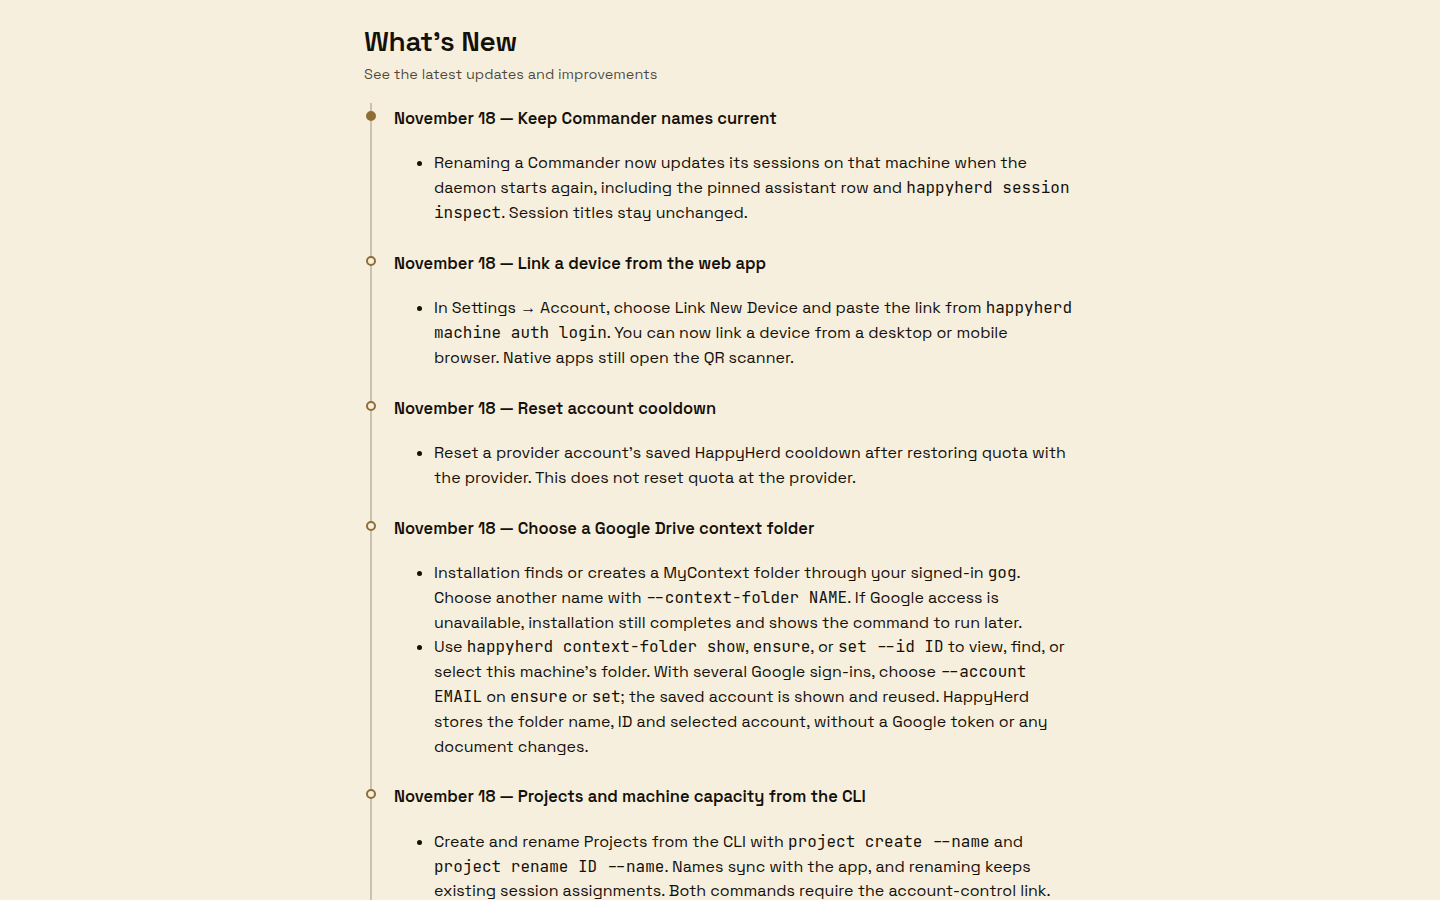 What's New
See the latest updates and improvements
November 18 — Keep Commander names current
• Renaming a Commander now updates its sessions on that machine when the
daemon starts again, including the pinned assistant row and happyherd session
inspect. Session titles stay unchanged.
November 18 — Link a device from the web app
• In Settings → Account, choose Link New Device and paste the link from happyherd
machine auth login. You can now link a device from a desktop or mobile
browser. Native apps still open the QR scanner.
November 18 — Reset account cooldown
• Reset a provider account's saved HappyHerd cooldown after restoring quota with
the provider. This does not reset quota at the provider.
November 18 — Choose a Google Drive context folder
• Installation finds or creates a MyContext folder through your signed-in gog.
Choose another name with --context-folder NAME. If Google access is
unavailable, installation still completes and shows the command to run later.
• Use happyherd context-folder show, ensure, or set --id ID to view, find, or
select this machine's folder. With several Google sign-ins, choose --account
EMAIL on ensure or set; the saved account is shown and reused. HappyHerd
stores the folder name, ID and selected account, without a Google token or any
document changes.
November 18 — Projects and machine capacity from the CLI
• Create and rename Projects from the CLI with project create --name and
project rename ID --name. Names sync with the app, and renaming keeps
existing session assignments. Both commands require the account-control link.